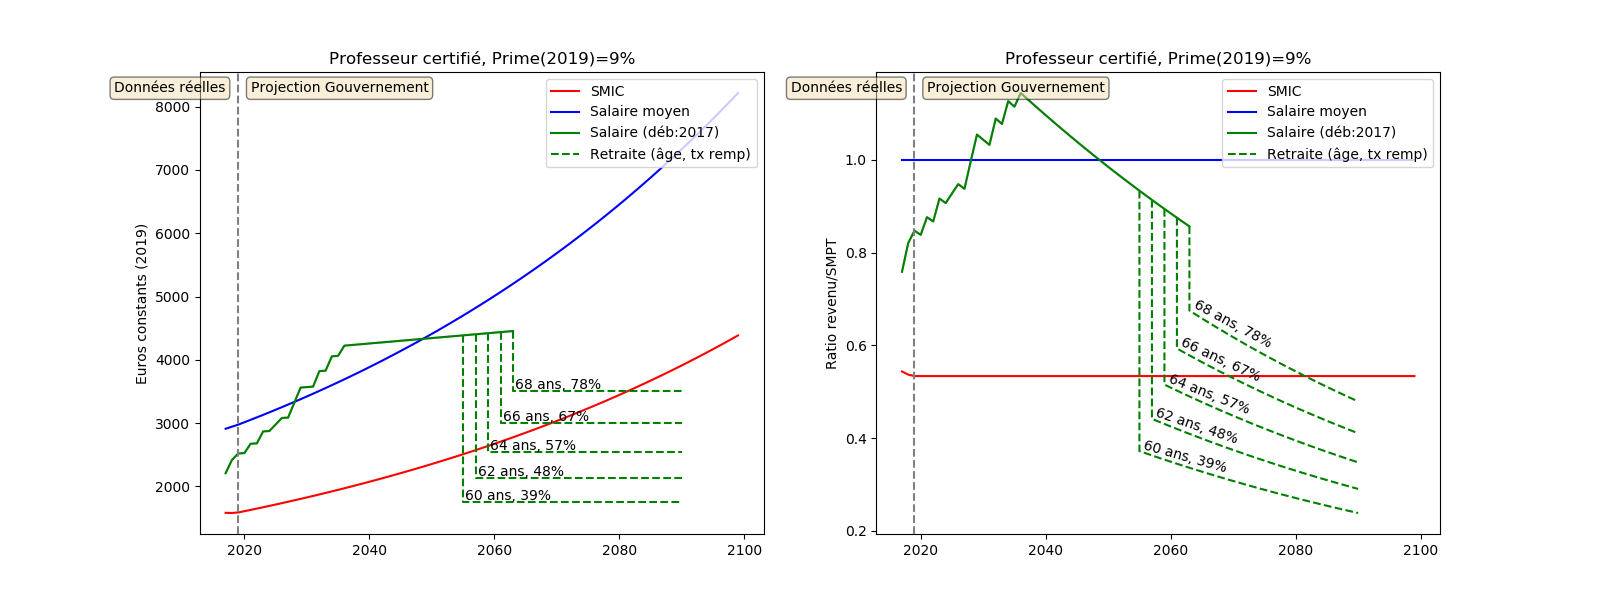 Professeur certifié, Prime(2019)=9%
Données réelles
Projection Gouvernement
SMIC
Salaire moyen
Salaire (déb:2017)
Retraite (âge, tx remp)
Euros constants (2019)
8000
7000
6000
5000
4000
3000
2000
68 ans, 78%
66 ans, 67%
64 ans, 57%
62 ans, 48%
60 ans, 39%
2020 2040 2060 2080 2100
Professeur certifié, Prime(2019)=9%
Données réelles
Projection Gouvernement
SMIC
Salaire moyen
Salaire (déb:2017)
Retraite (âge, tx remp)
Ratio revenu/SMPT
1.0
0.8
0.6
0.4
0.2
68 ans, 78%
66 ans, 67%
64 ans, 57%
62 ans, 48%
60 ans, 39%
2020 2040 2060 2080 2100